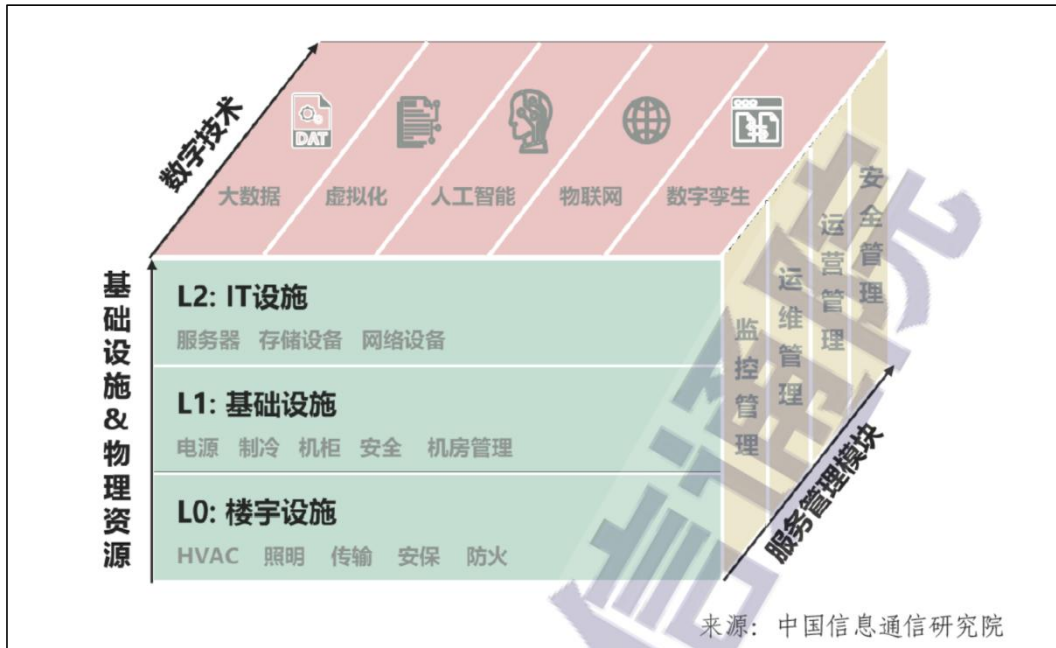 数字技术
DAT
大数据 虚拟化 人工智能 物联网 数字孪生
基础设施&物理资源
L2: IT设施
服务器 存储设备 网络设备
L1: 基础设施
电源 制冷 机柜 安全 机房管理
L0: 楼宇设施
HVAC 照明 传输 安保 防火
监控管理
运维管理
运营管理
安全管理
服务管理模块
信通院
来源：中国信息通信研究院